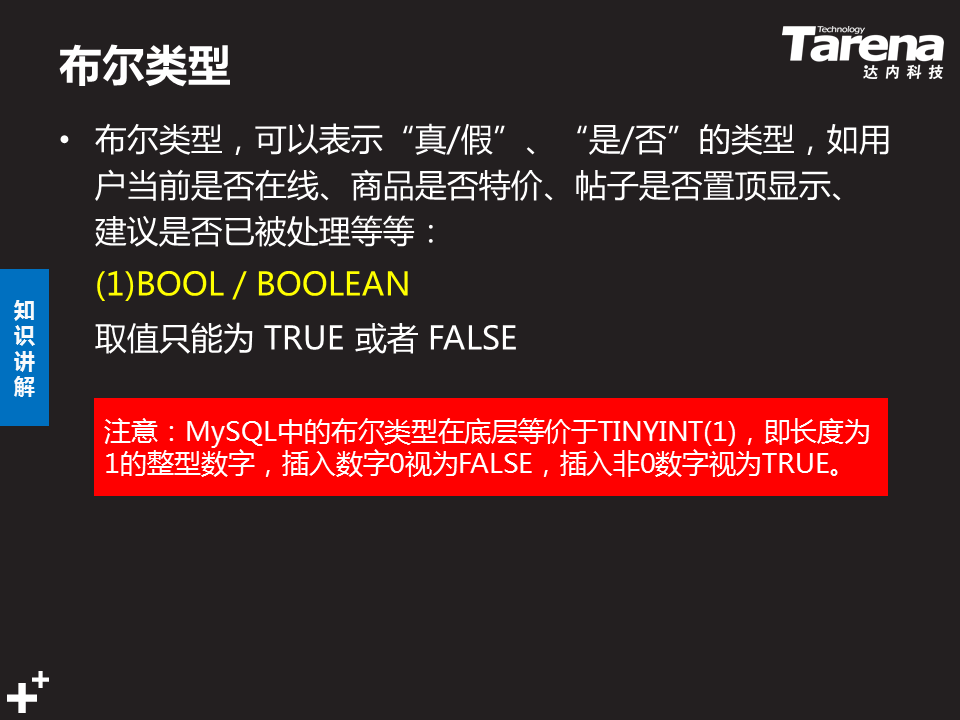 布尔类型
Technology
Tarena
达内科技
• 布尔类型，可以表示“真/假”、“是/否”的类型，如用
户当前是否在线、商品是否特价、帖子是否置顶显示、
建议是否已被处理等等：
(1)BOOL / BOOLEAN
取值只能为 TRUE 或者 FALSE
知识讲解
注意：MySQL中的布尔类型在底层等价于TINYINT(1)，即长度为
1的整型数字，插入数字0视为FALSE，插入非0数字视为TRUE。